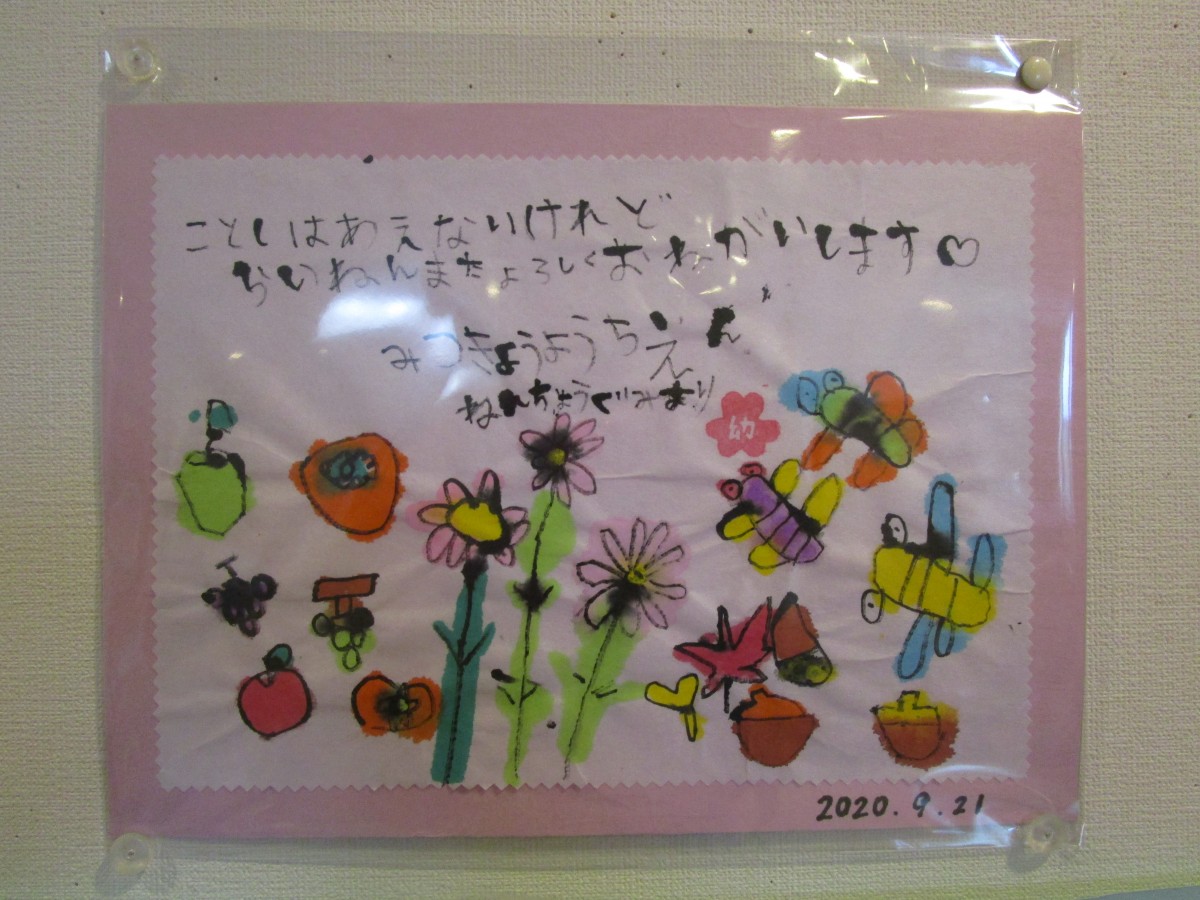 ことしはあえないけれど
らいねんまたよろしくおねがいします♡
みつきょうようちえん
ねんちょうぐみより
幼
2020.9.21